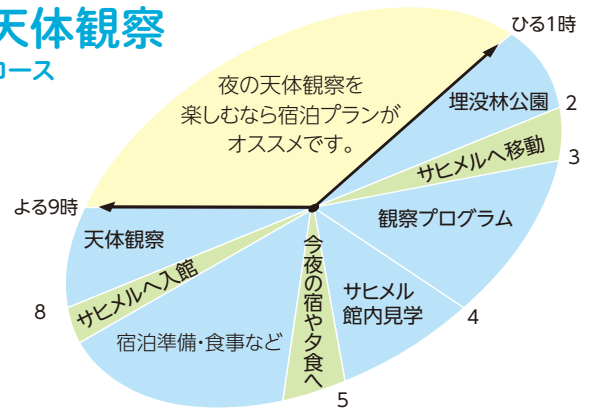 天体観察
コース
ひる1時
夜の天体観察を
楽しむなら宿泊プランが
オススメです。
埋没林公園
2
サヒメルへ移動
3
観察プログラム
4
サヒメル
館内見学
5
今夜の宿や夕食へ
宿泊準備・食事など
サヒメルへ入館
8
天体観察
よる9時